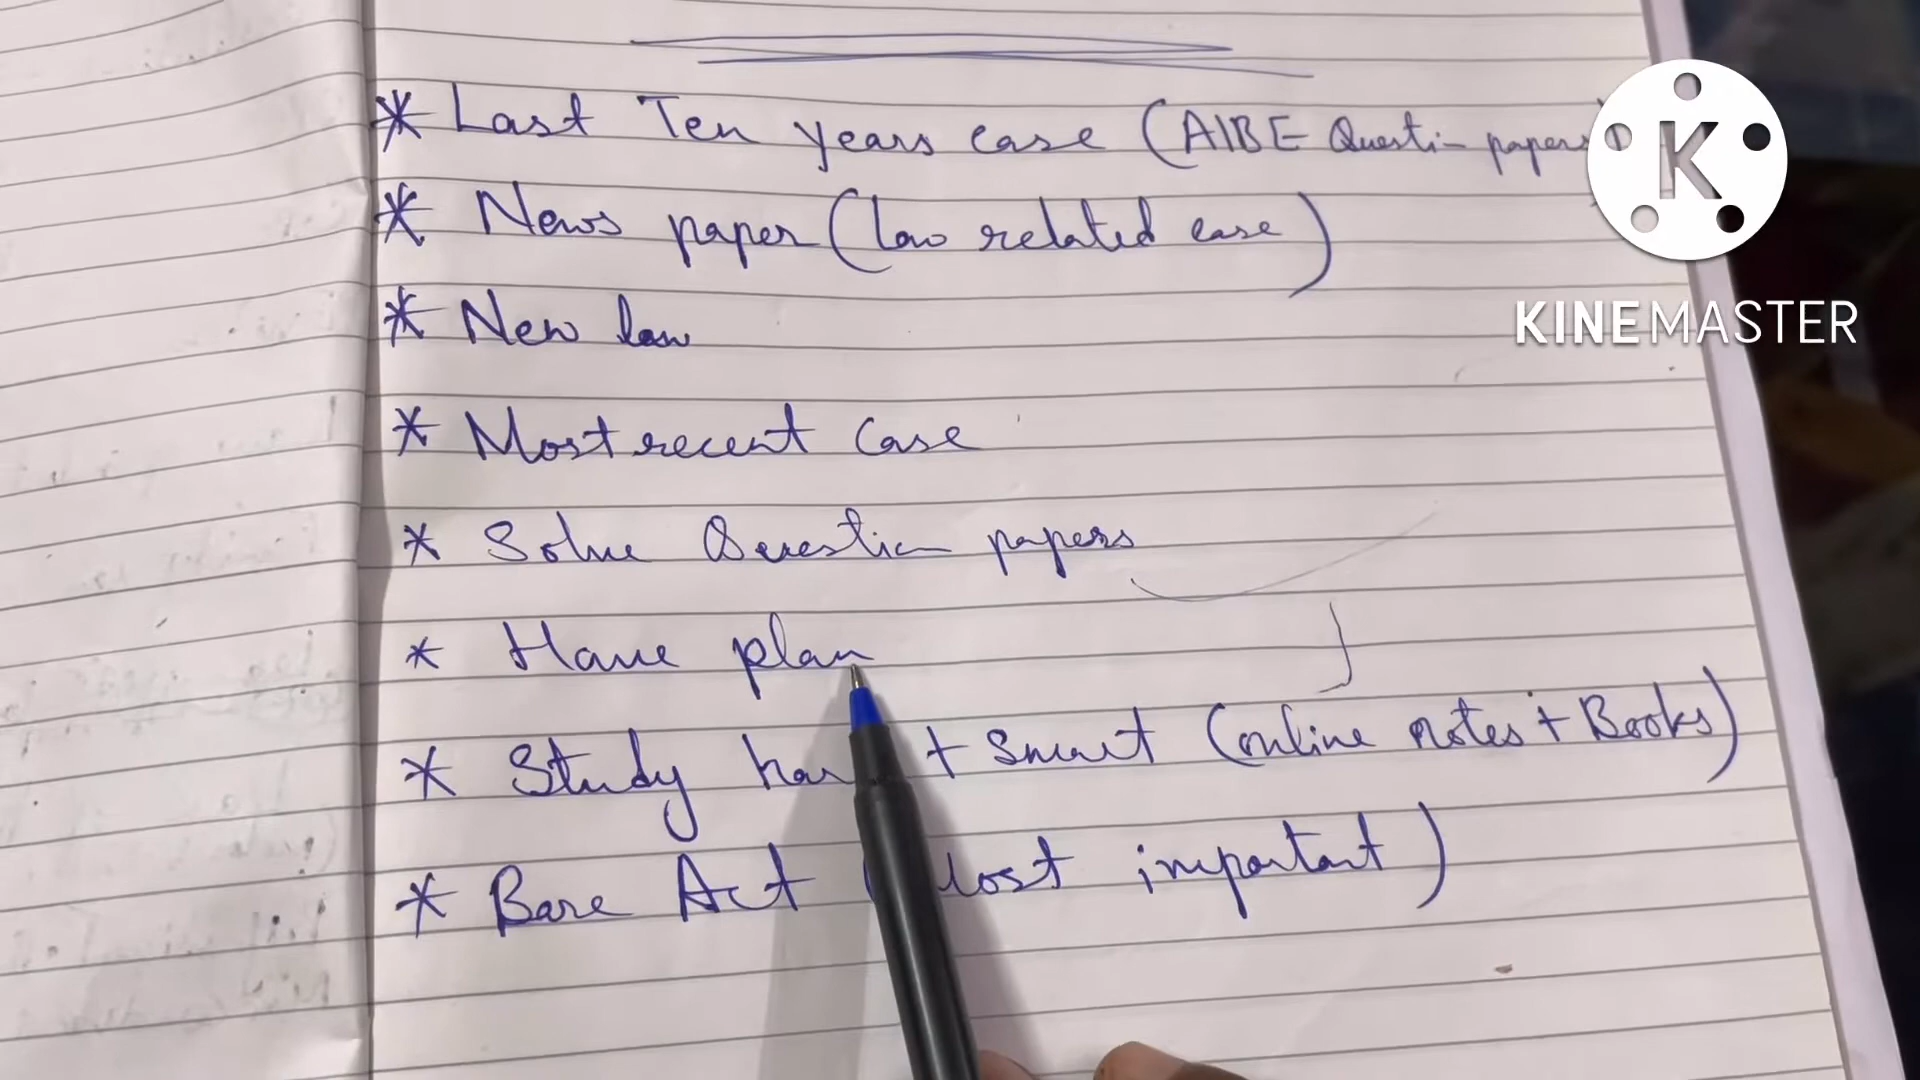 * Last Ten years case (AIBE Questin papers)
* News paper (law related case)
* New law
* Most recent Case
* Solve Question papers
* Have plan
* Study + Smart (online notes + Books)
* Bare Act important)
K
KINEMASTER